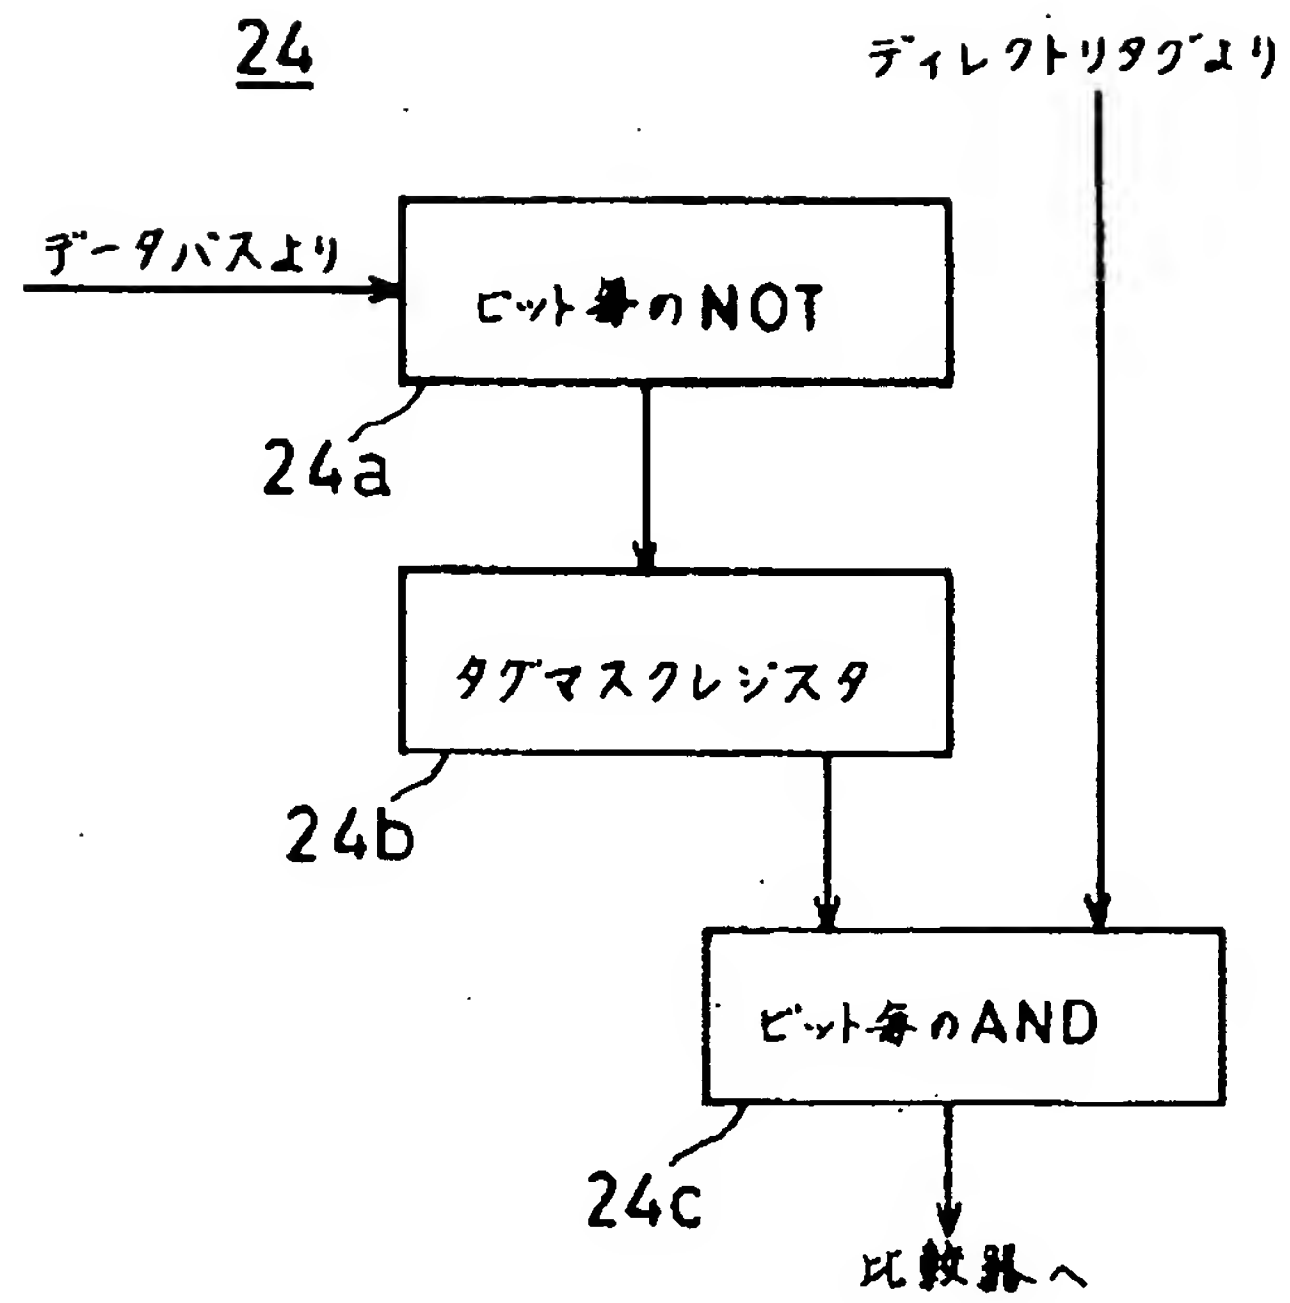 24
ディレクトリタグより
データバスより
ビット毎のNOT
24a
タグマスクレジスタ
24b
ビット毎のAND
24c
比較器へ